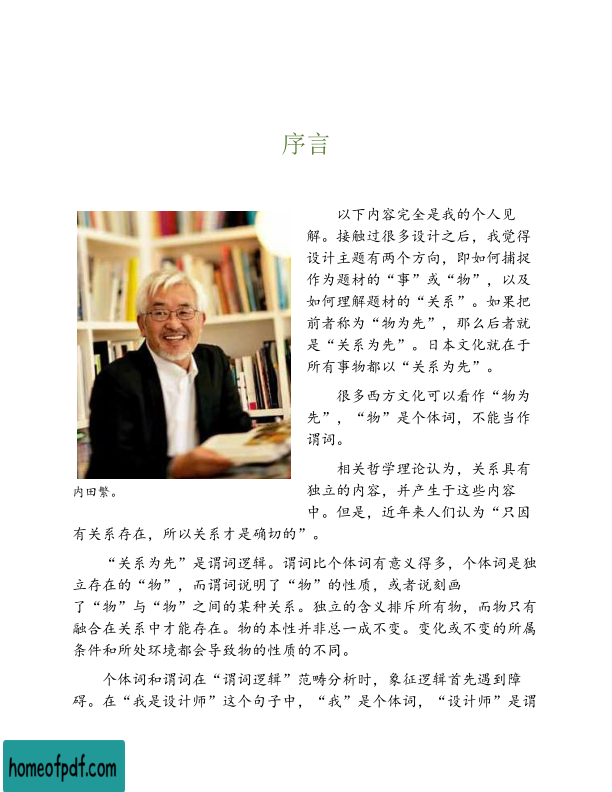 序言
以下内容完全是我的个人见
解。接触过很多设计之后，我觉得
设计主题有两个方向，即如何捕捉
作为题材的“事”或“物”，以及
如何理解题材的“关系”。如果把
前者称为“物为先”，那么后者就
是“关系为先”。日本文化就在于
所有事物都以“关系为先”。
很多西方文化可以看作“物为
先”，“物”是个体词，不能当作
谓词。
相关哲学理论认为，关系具有
独立的内容，并产生于这些内容
中。但是，近年来人们认为“只因
内田繁。
有关系存在，所以关系才是确切的”。
“关系为先”是谓词逻辑。谓词比个体词有意义得多，个体词是独
立存在的“物”，而谓词说明了“物”的性质，或者说刻画
了“物”与“物”之间的某种关系。独立的含义排斥所有物，而物只有
融合在关系中才能存在。物的本性并非总一成不变。变化或不变的所属
条件和所处环境都会导致物的性质的不同。
个体词和谓词在“谓词逻辑”范畴分析时，象征逻辑首先遇到障
碍。在“我是设计师”这个句子中，“我”是个体词，“设计师”是谓
homeofpdf.com